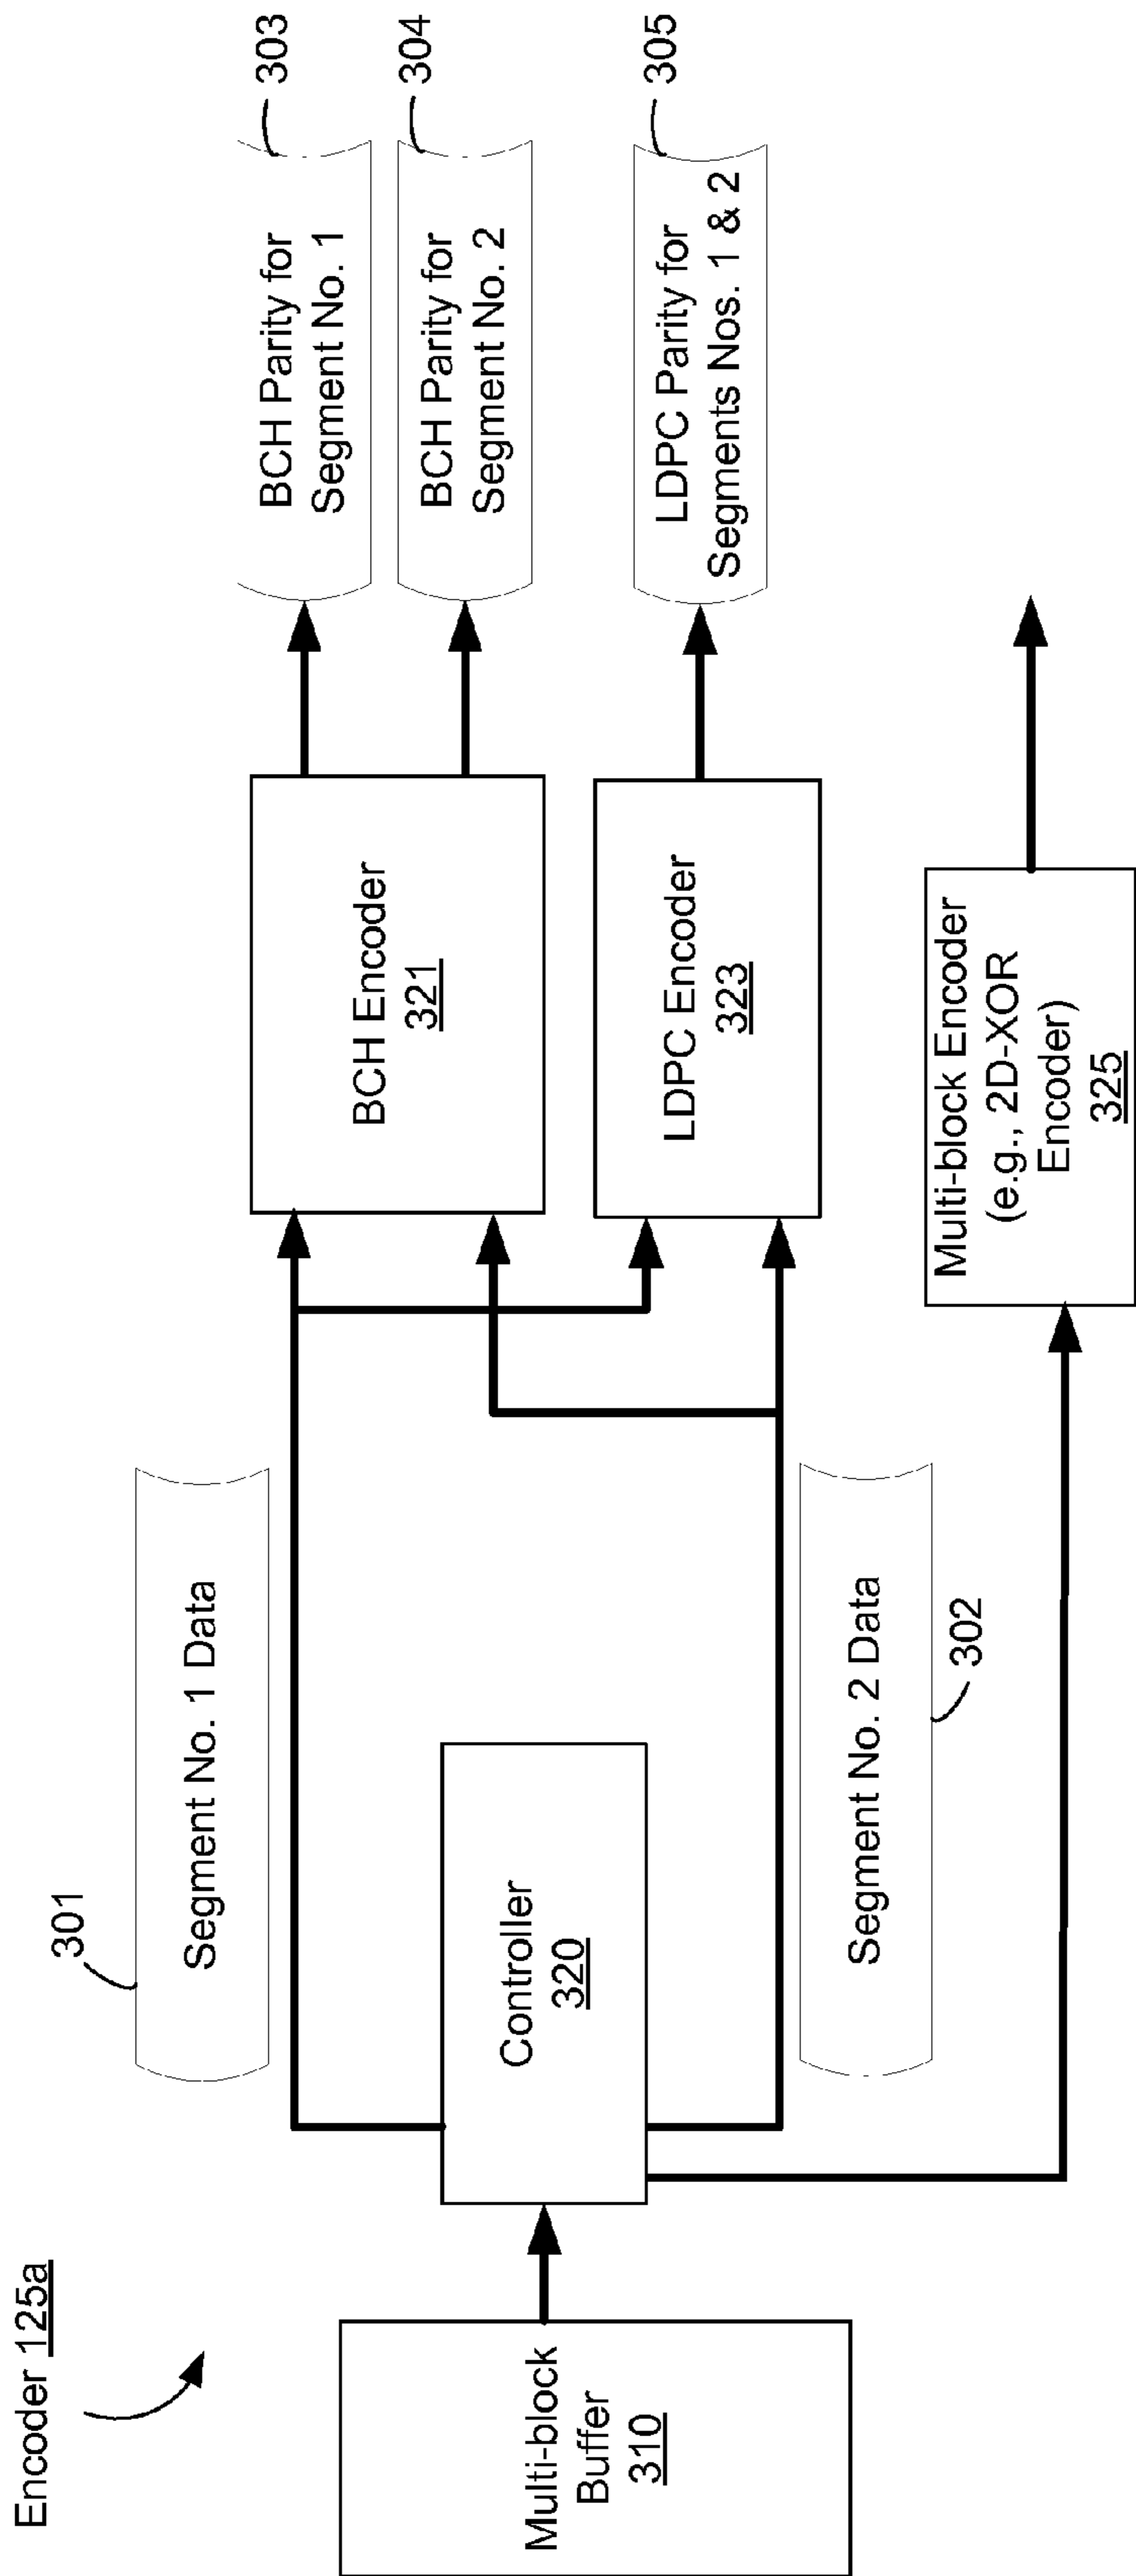 Encoder 125a
Multi-block
Buffer
310
Controller
320
301
Segment No. 1 Data
Segment No. 2 Data
302
BCH Encoder
321
LDPC Encoder
323
Multi-block Encoder
(e.g., 2D-XOR
Encoder)
325
BCH Parity for
Segment No. 1
303
BCH Parity for
Segment No. 2
304
LDPC Parity for
Segments Nos. 1 & 2
305